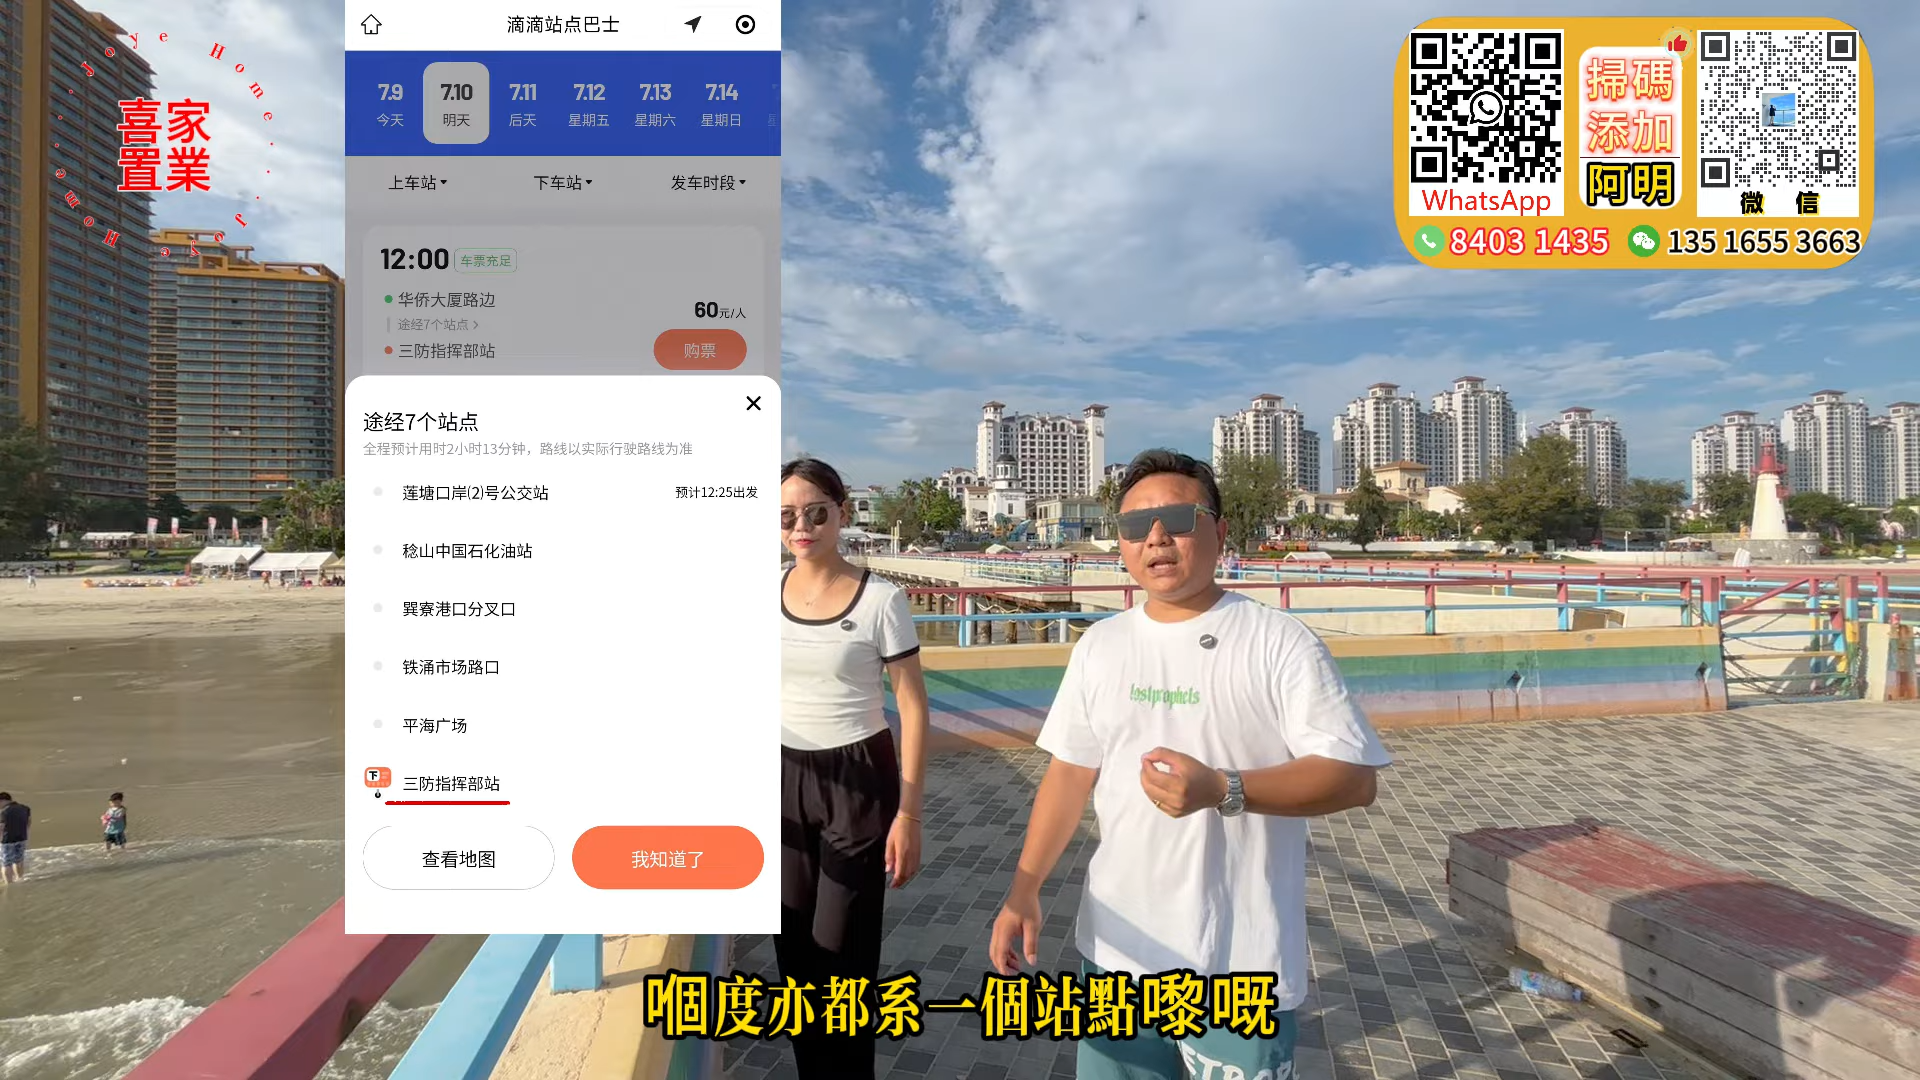 Joye Home
喜家
置業
Joye Home
滴滴站点巴士
7.9
今天
7.10
明天
7.11
后天
7.12
星期五
7.13
星期六
7.14
星期日
上车站
下车站
发车时段
12:00 车票充足
华侨大厦路边
途经7个站点
三防指挥部站
60元/人
购票
途经7个站点
全程预计用时2小时13分钟，路线以实际行驶路线为准
莲塘口岸(2)号公交站
预计12:25出发
稔山中国石化油站
巽寮港口分叉口
铁涌市场路口
平海广场
下
三防指挥部站
查看地图
我知道了
掃碼
添加
阿明
WhatsApp
微 信
8403 1435
135 1655 3663
lostprophets
嗰度亦都系一個站點嚟嘅